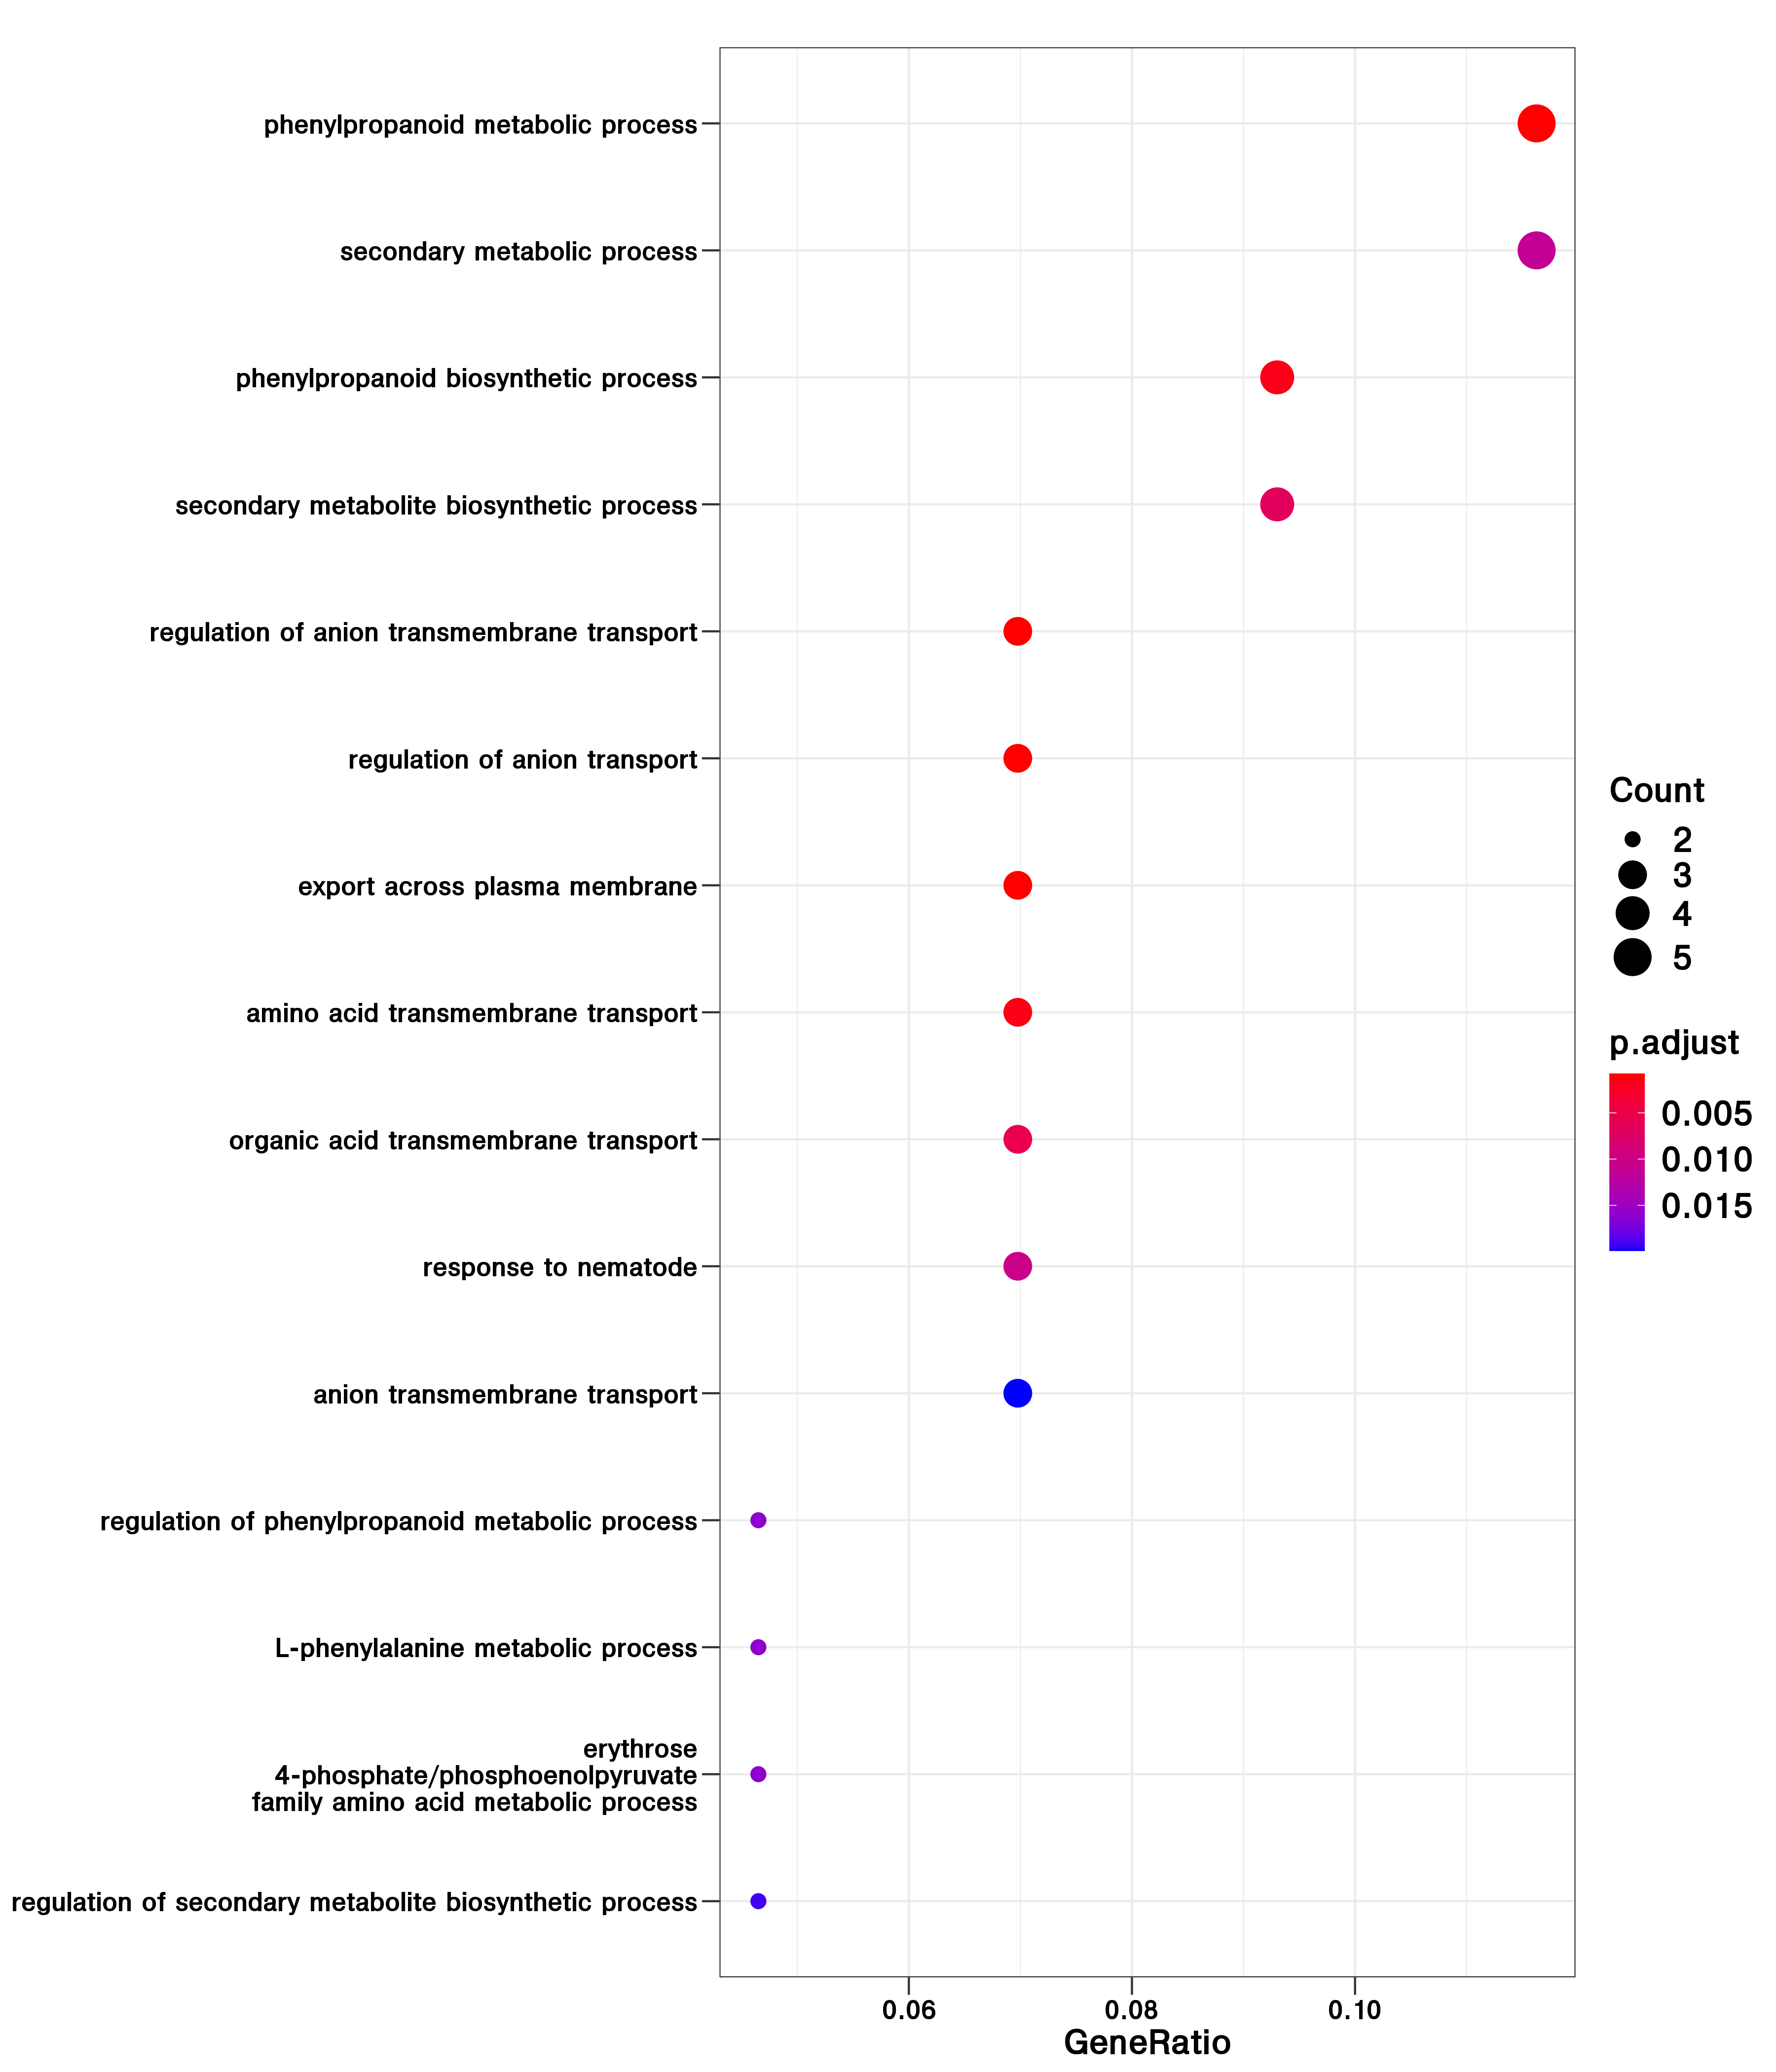 phenylpropanoid metabolic process
secondary metabolic process
phenylpropanoid biosynthetic process
secondary metabolite biosynthetic process
regulation of anion transmembrane transport
regulation of anion transport
export across plasma membrane
amino acid transmembrane transport
organic acid transmembrane transport
response to nematode
anion transmembrane transport
regulation of phenylpropanoid metabolic process
L-phenylalanine metabolic process
erythrose
4-phosphate/phosphoenolpyruvate
family amino acid metabolic process
regulation of secondary metabolite biosynthetic process
0.06
0.08
0.10
GeneRatio
Count
2
3
4
5
p.adjust
0.005
0.010
0.015